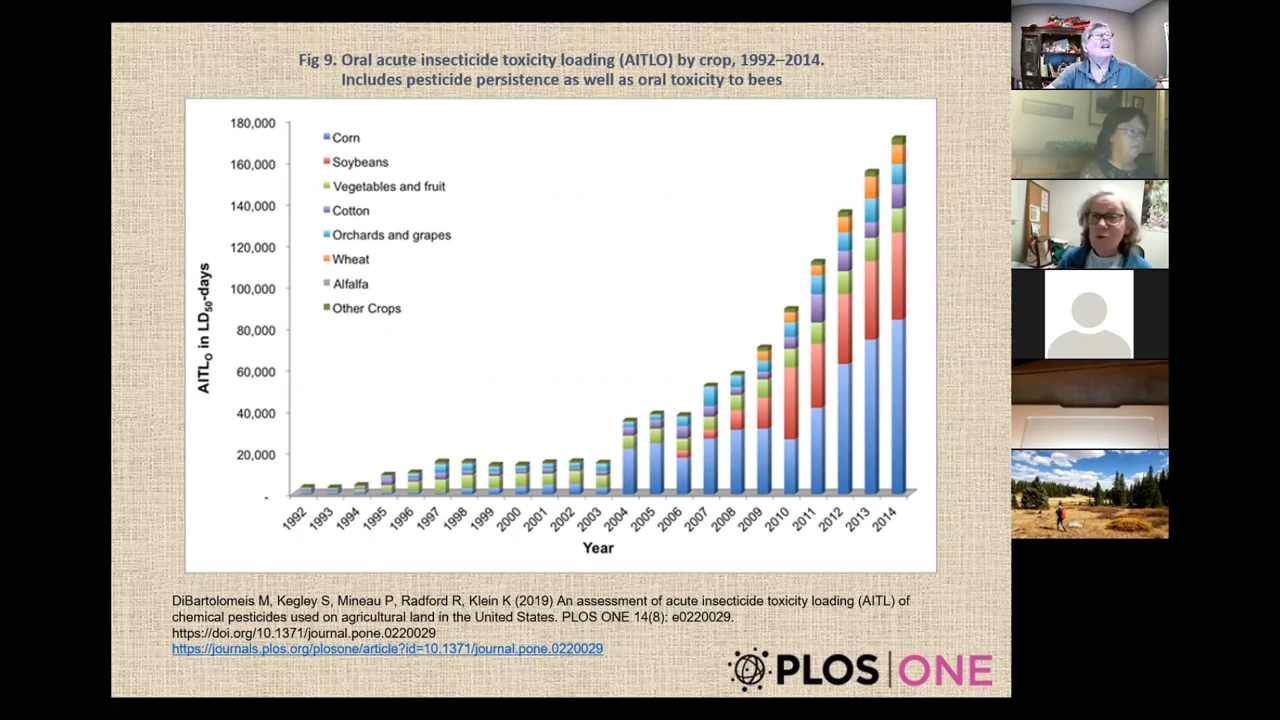 Fig 9. Oral acute insecticide toxicity loading (AITLO) by crop, 1992–2014.
Includes pesticide persistence as well as oral toxicity to bees
180,000
160,000
140,000
120,000
100,000
80,000
60,000
40,000
20,000
-
AITLO in LD50-days
Corn
Soybeans
Vegetables and fruit
Cotton
Orchards and grapes
Wheat
Alfalfa
Other Crops
1992 1993 1994 1995 1996 1997 1998 1999 2000 2001 2002 2003 2004 2005 2006 2007 2008 2009 2010 2011 2012 2013 2014
Year
DiBartolomeis M, Kegley S, Mineau P, Radford R, Klein K (2019) An assessment of acute insecticide toxicity loading (AITL) of
chemical pesticides used on agricultural land in the United States. PLOS ONE 14(8): e0220029.
https://doi.org/10.1371/journal.pone.0220029
https://journals.plos.org/plosone/article?id=10.1371/journal.pone.0220029
PLOS ONE